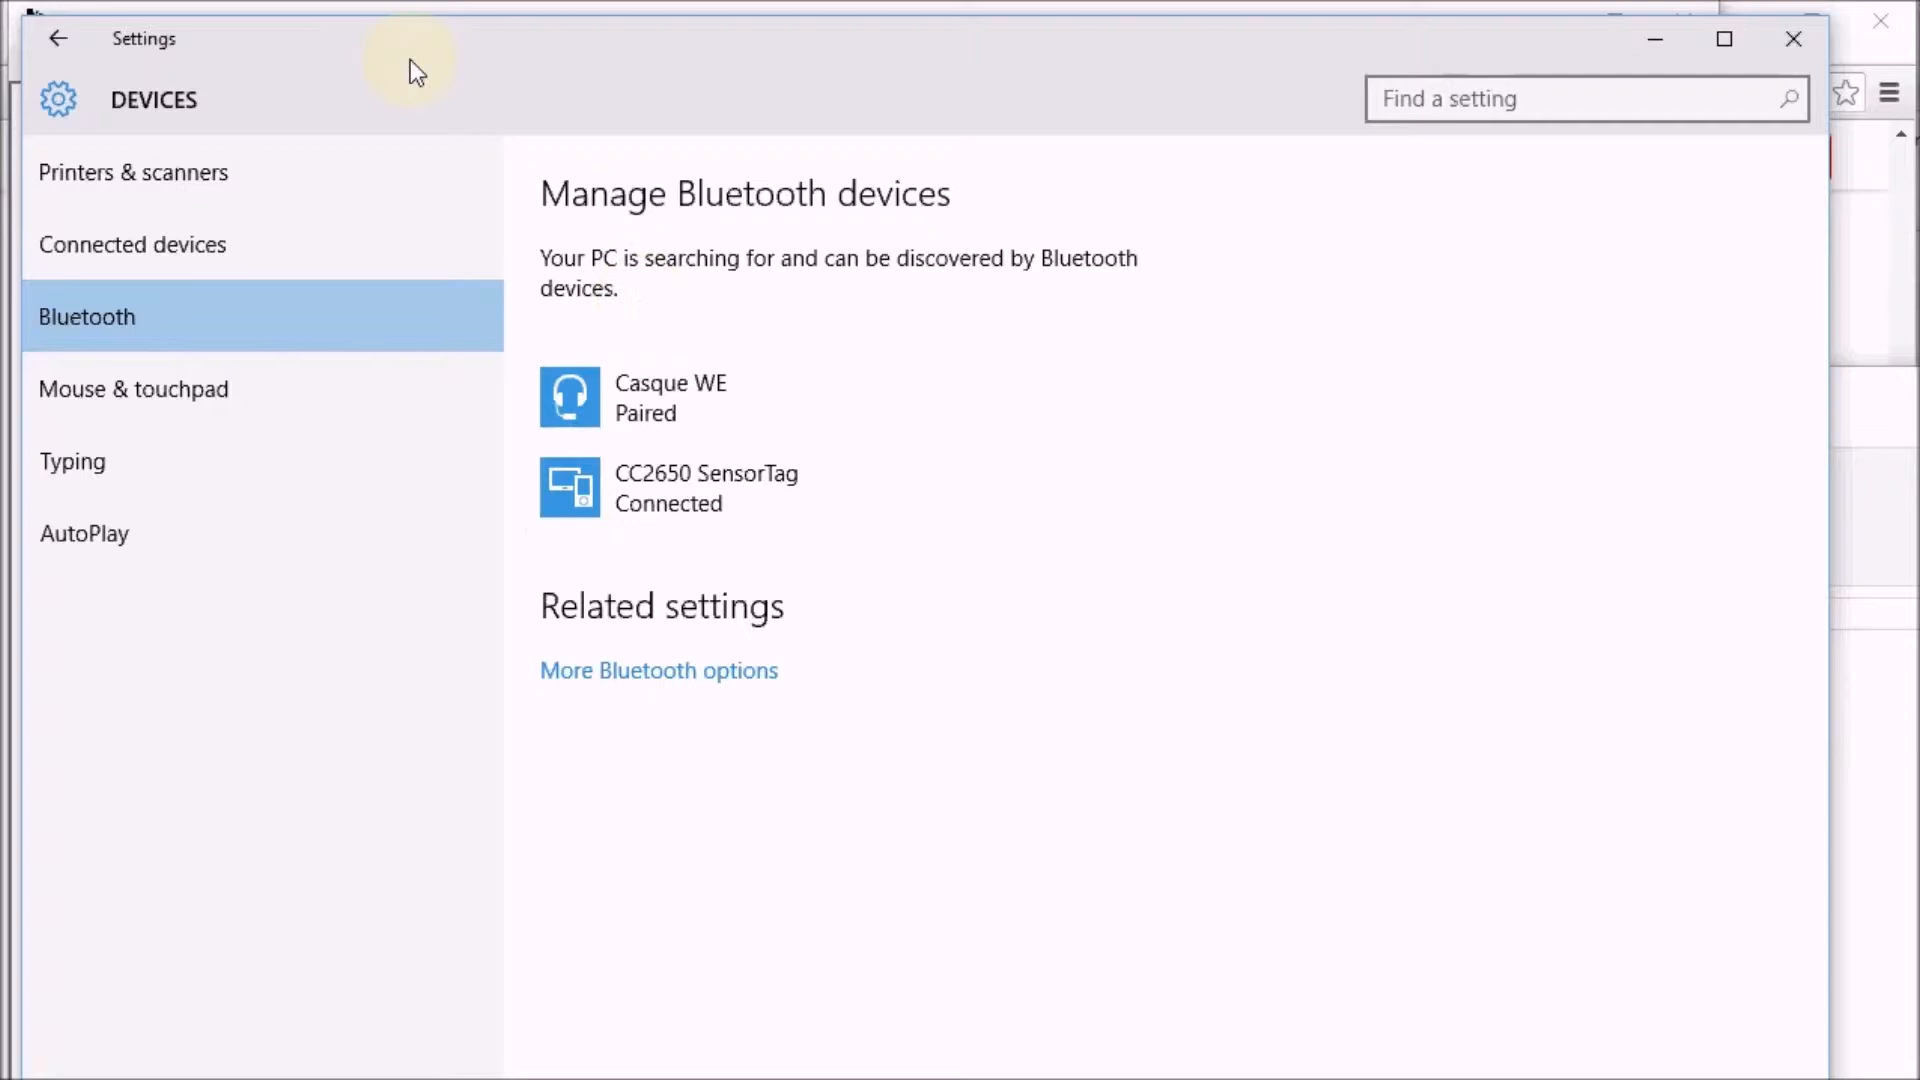 Settings
DEVICES
Find a setting
Printers & scanners
Connected devices
Bluetooth
Mouse & touchpad
Typing
AutoPlay
Manage Bluetooth devices
Your PC is searching for and can be discovered by Bluetooth
devices.
Casque WE
Paired
CC2650 SensorTag
Connected
Related settings
More Bluetooth options